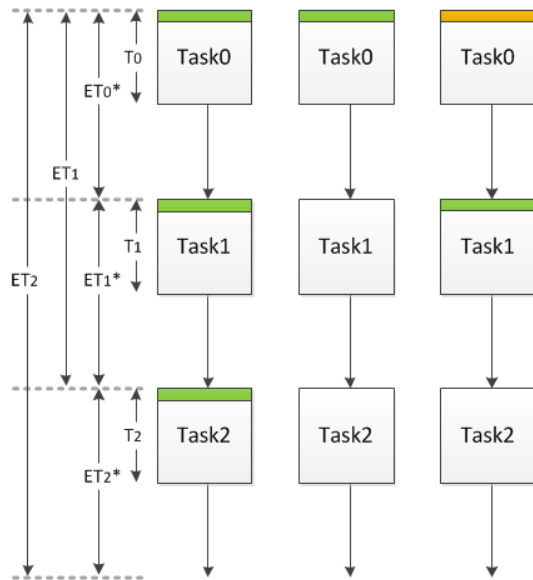 T0
Task0
Task0
Task0
ET0*
ET1
T1
Task1
Task1
Task1
ET2
ET1*
T2
Task2
Task2
Task2
ET2*